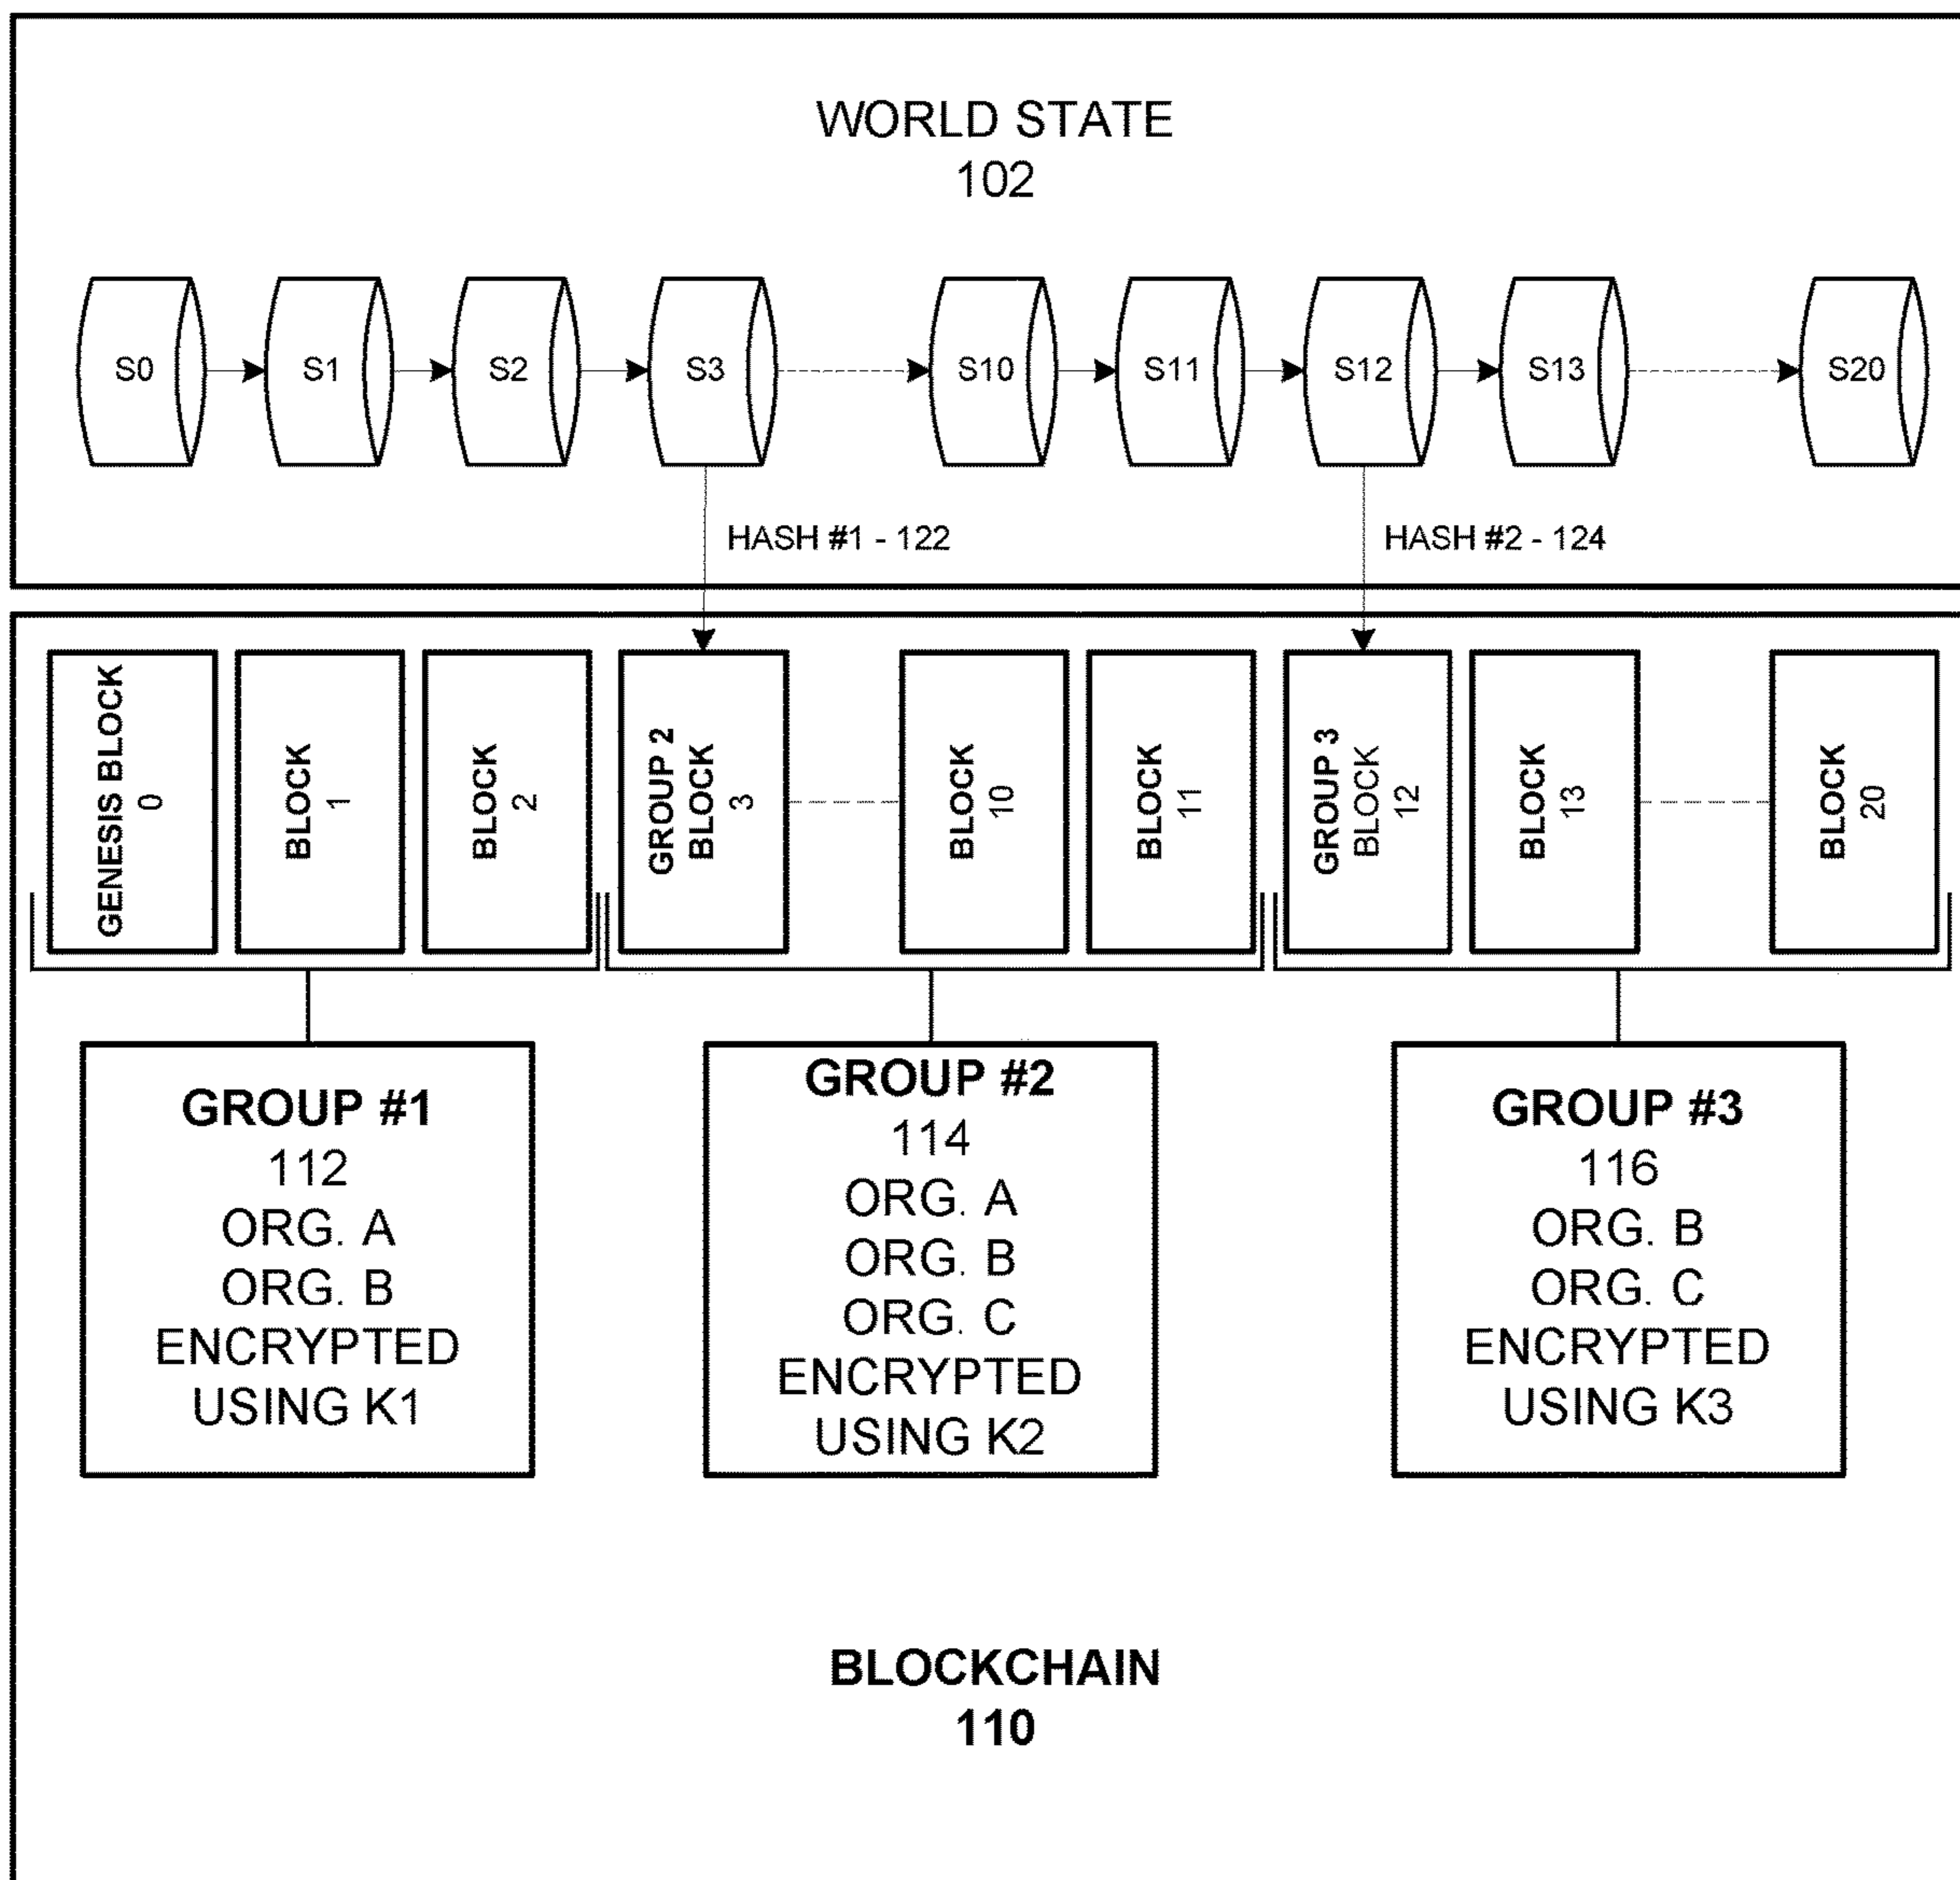 WORLD STATE
102
S0
S1
S2
S3
S10
S11
S12
S13
S20
HASH #1 - 122
HASH #2 - 124
GENESIS BLOCK
0
BLOCK
1
BLOCK
2
GROUP 2
BLOCK
3
BLOCK
10
BLOCK
11
GROUP 3
BLOCK
12
BLOCK
13
BLOCK
20
GROUP #1
112
ORG. A
ORG. B
ENCRYPTED
USING K1
GROUP #2
114
ORG. A
ORG. B
ORG. C
ENCRYPTED
USING K2
GROUP #3
116
ORG. B
ORG. C
ENCRYPTED
USING K3
BLOCKCHAIN
110